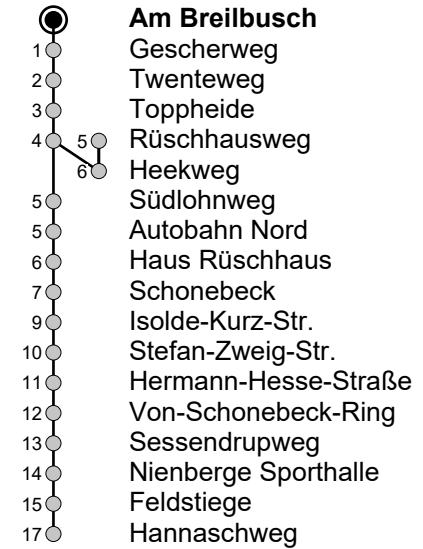 Am Breilbusch
1 Gescherweg
2 Twenteweg
3 Toppheide
4 5 Rüschhausweg
6 Heekweg
5 Südlohnweg
5 Autobahn Nord
6 Haus Rüschhaus
7 Schonebeck
9 Isolde-Kurz-Str.
10 Stefan-Zweig-Str.
11 Hermann-Hesse-Straße
12 Von-Schonebeck-Ring
13 Sessendrupweg
14 Nienberge Sporthalle
15 Feldstiege
17 Hannaschweg